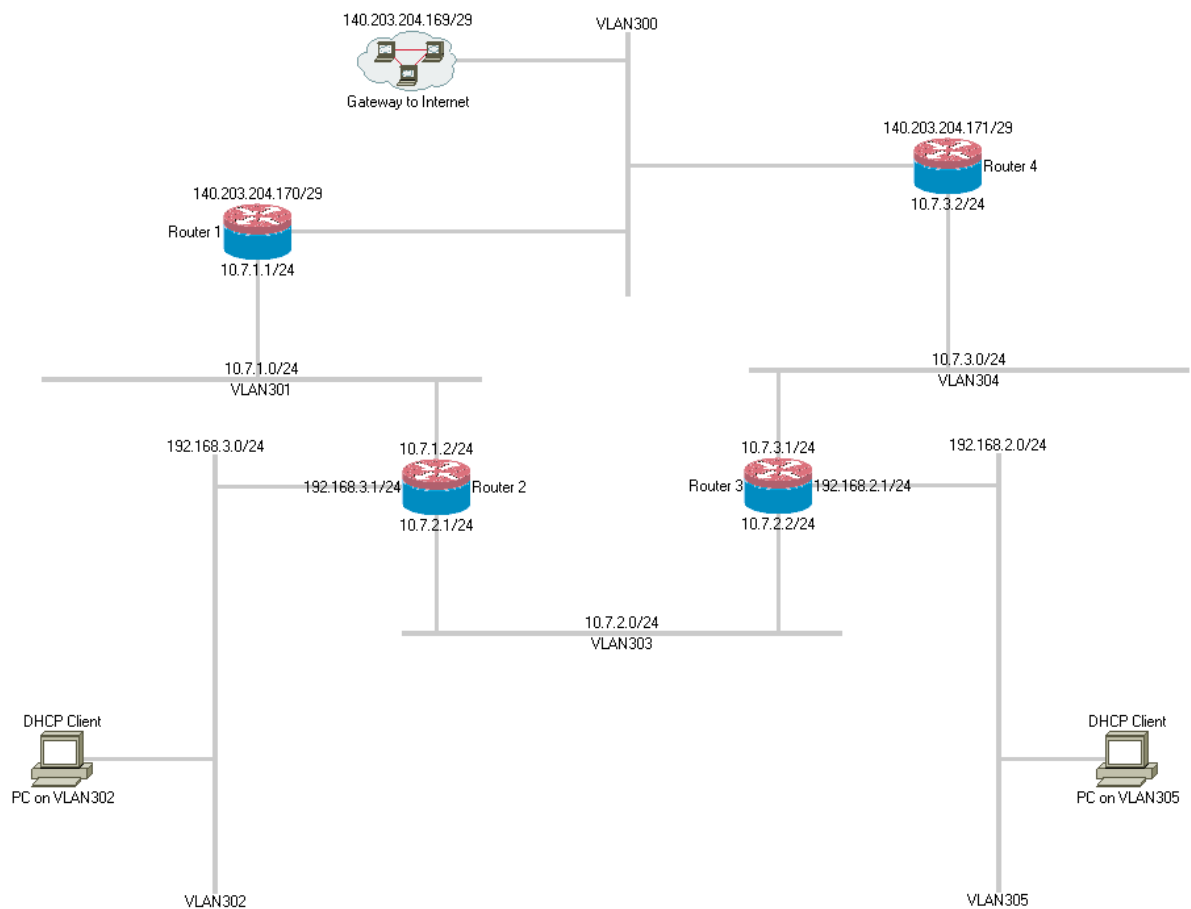 140.203.204.169/29
VLAN300
Gateway to Internet
140.203.204.171/29
Router 4
10.7.3.2/24
140.203.204.170/29
Router 1
10.7.1.1/24
10.7.1.0/24
VLAN301
10.7.3.0/24
VLAN304
192.168.3.0/24
10.7.1.2/24
192.168.3.1/24
Router 2
10.7.2.1/24
10.7.3.1/24
Router 3
192.168.2.1/24
10.7.2.2/24
192.168.2.0/24
10.7.2.0/24
VLAN303
DHCP Client
PC on VLAN302
DHCP Client
PC on VLAN305
VLAN302
VLAN305